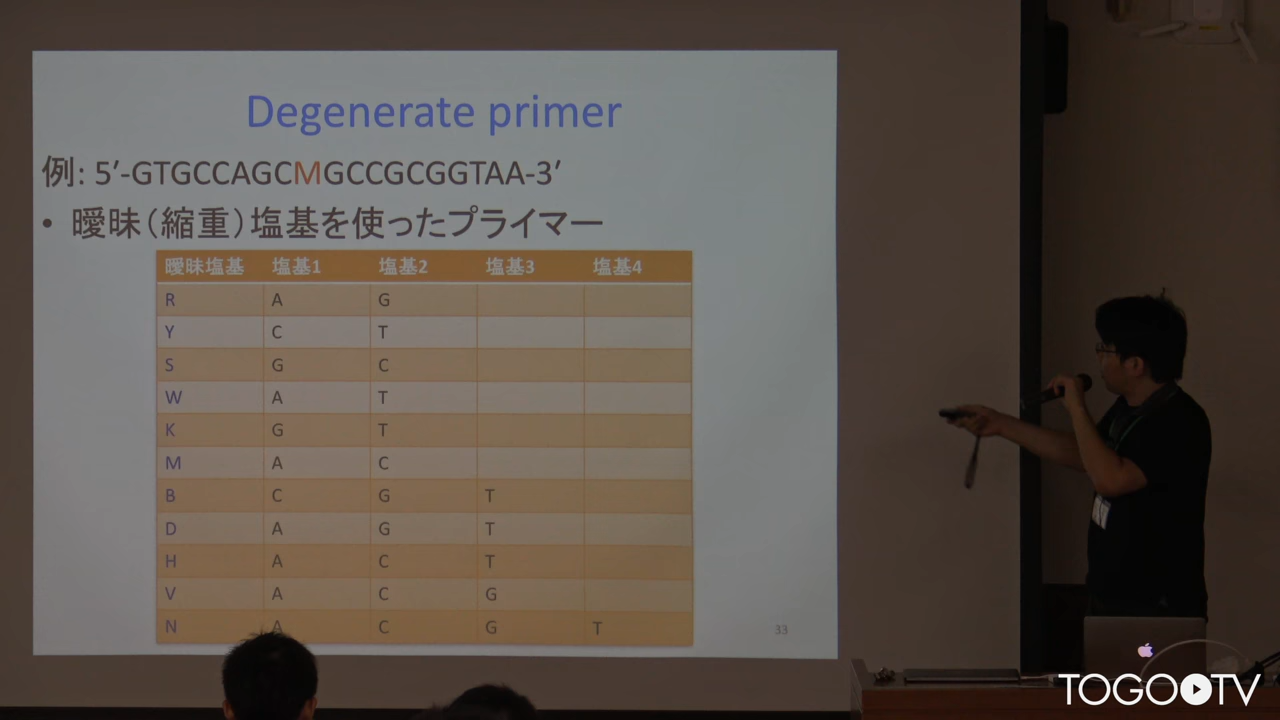 Degenerate primer
例: 5′-GTGCCAGCMGCCGCGGTAA-3′
• 曖昧（縮重）塩基を使ったプライマー
曖昧塩基 塩基1 塩基2 塩基3 塩基4
R A G
Y C T
S G C
W A T
K G T
M A C
B C G T
D A G T
H A C T
V A C G
N A C G T
33
TOGOTV